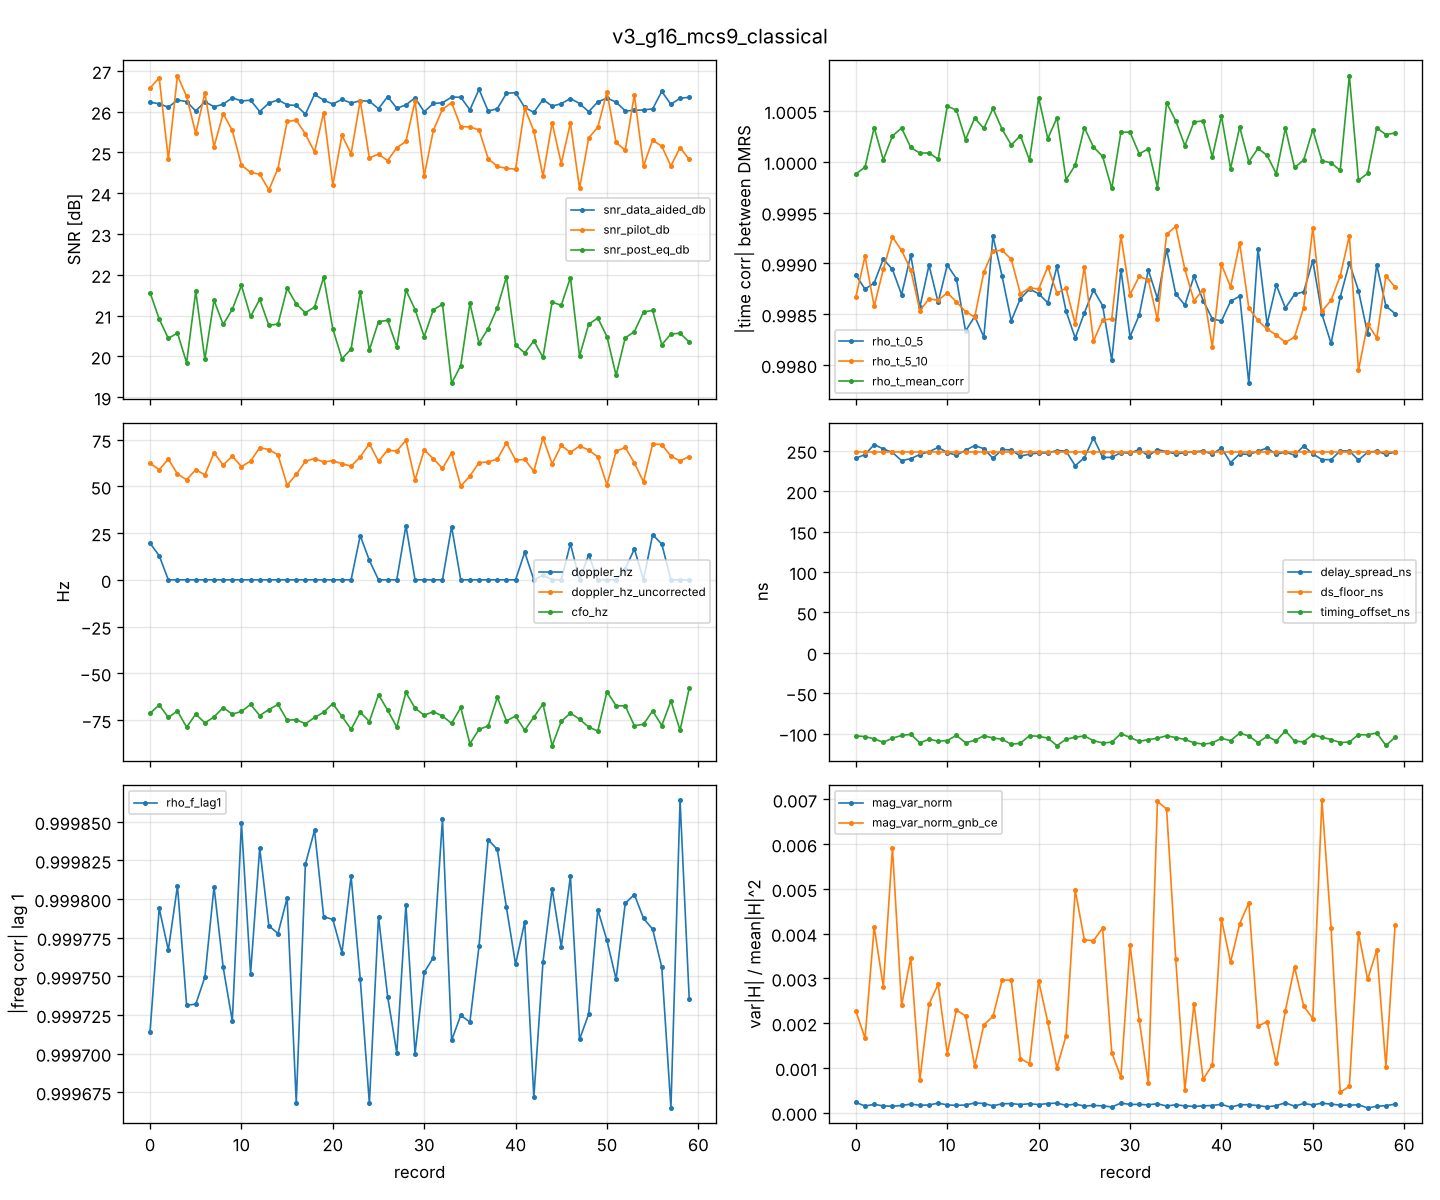 v3_g16_mcs9_classical
SNR [dB]
27
26
25
24
23
22
21
20
19
snr_data_aided_db
snr_pilot_db
snr_post_eq_db
|time corr| between DMRS
1.0005
1.0000
0.9995
0.9990
0.9985
0.9980
rho_t_0_5
rho_t_5_10
rho_t_mean_corr
Hz
75
50
25
0
−25
−50
−75
doppler_hz
doppler_hz_uncorrected
cfo_hz
ns
250
200
150
100
50
0
−50
−100
delay_spread_ns
ds_floor_ns
timing_offset_ns
|freq corr| lag 1
0.999850
0.999825
0.999800
0.999775
0.999750
0.999725
0.999700
0.999675
rho_f_lag1
0 10 20 30 40 50 60
record
var|H| / mean|H|^2
0.007
0.006
0.005
0.004
0.003
0.002
0.001
0.000
mag_var_norm
mag_var_norm_gnb_ce
0 10 20 30 40 50 60
record